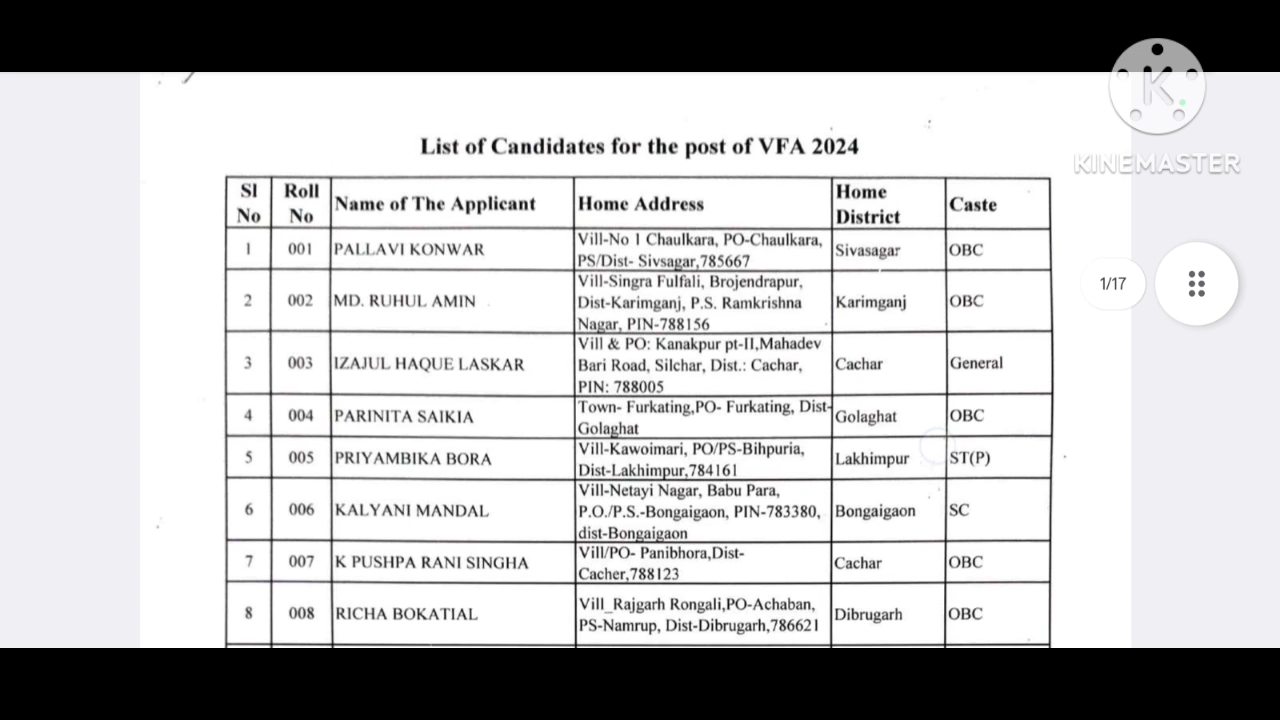 KINEMASTER
List of Candidates for the post of VFA 2024
Sl No | Roll No | Name of The Applicant | Home Address | Home District | Caste
1 | 001 | PALLAVI KONWAR | Vill-No 1 Chaulkara, PO-Chaulkara, PS/Dist- Sivsagar,785667 | Sivasagar | OBC
2 | 002 | MD. RUHUL AMIN | Vill-Singra Fulfali, Brojendrapur, Dist-Karimganj, P.S. Ramkrishna Nagar, PIN-788156 | Karimganj | OBC
3 | 003 | IZAJUL HAQUE LASKAR | Vill & PO: Kanakpur pt-II,Mahadev Bari Road, Silchar, Dist.: Cachar, PIN: 788005 | Cachar | General
4 | 004 | PARINITA SAIKIA | Town- Furkating,PO- Furkating, Dist- Golaghat | Golaghat | OBC
5 | 005 | PRIYAMBIKA BORA | Vill-Kawoimari, PO/PS-Bihpuria, Dist-Lakhimpur,784161 | Lakhimpur | ST(P)
6 | 006 | KALYANI MANDAL | Vill-Netayi Nagar, Babu Para, P.O./P.S.-Bongaigaon, PIN-783380, dist-Bongaigaon | Bongaigaon | SC
7 | 007 | K PUSHPA RANI SINGHA | Vill/PO- Panibhora,Dist- Cacher,788123 | Cachar | OBC
8 | 008 | RICHA BOKATIAL | Vill_Rajgarh Rongali,PO-Achaban, PS-Namrup, Dist-Dibrugarh,786621 | Dibrugarh | OBC
1/17